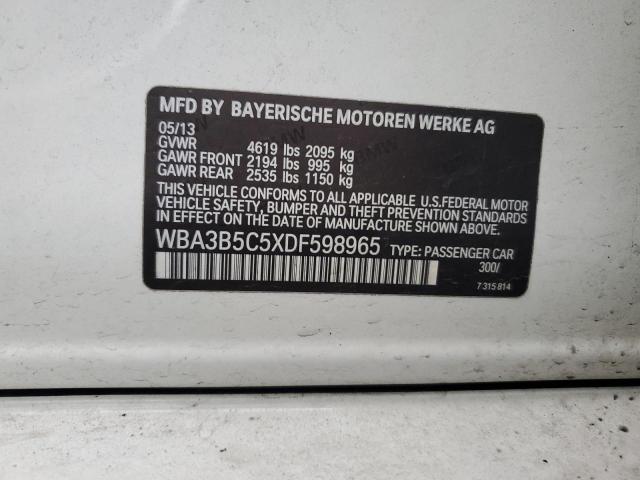 MFD BY BAYERISCHE MOTOREN WERKE AG
05/13
GVWR 4619 lbs 2095 kg
GAWR FRONT 2194 lbs 995 kg
GAWR REAR 2535 lbs 1150 kg
THIS VEHICLE CONFORMS TO ALL APPLICABLE U.S.FEDERAL MOTOR
VEHICLE SAFETY, BUMPER AND THEFT PREVENTION STANDARDS
IN EFFECT ON THE DATE OF MANUFACTURE SHOWN ABOVE.
WBA3B5C5XDF598965 TYPE: PASSENGER CAR
300/
7 315 814